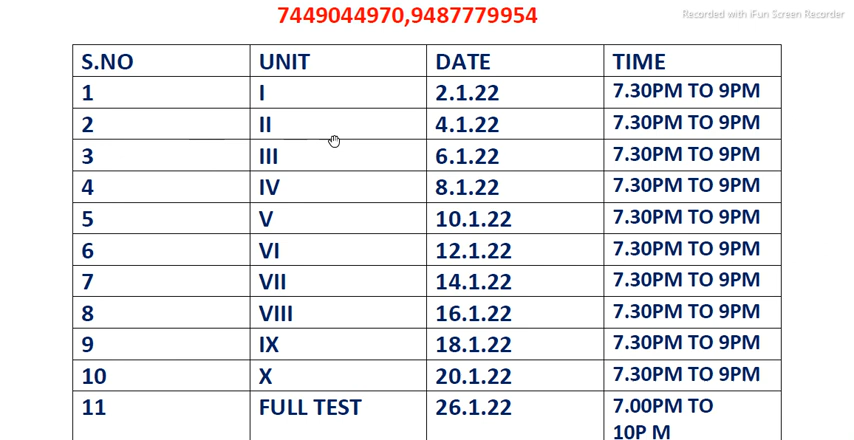 7449044970,9487779954
Recorded with iFun Screen Recorder
S.NO UNIT DATE TIME
1 I 2.1.22 7.30PM TO 9PM
2 II 4.1.22 7.30PM TO 9PM
3 III 6.1.22 7.30PM TO 9PM
4 IV 8.1.22 7.30PM TO 9PM
5 V 10.1.22 7.30PM TO 9PM
6 VI 12.1.22 7.30PM TO 9PM
7 VII 14.1.22 7.30PM TO 9PM
8 VIII 16.1.22 7.30PM TO 9PM
9 IX 18.1.22 7.30PM TO 9PM
10 X 20.1.22 7.30PM TO 9PM
11 FULL TEST 26.1.22 7.00PM TO
10P M